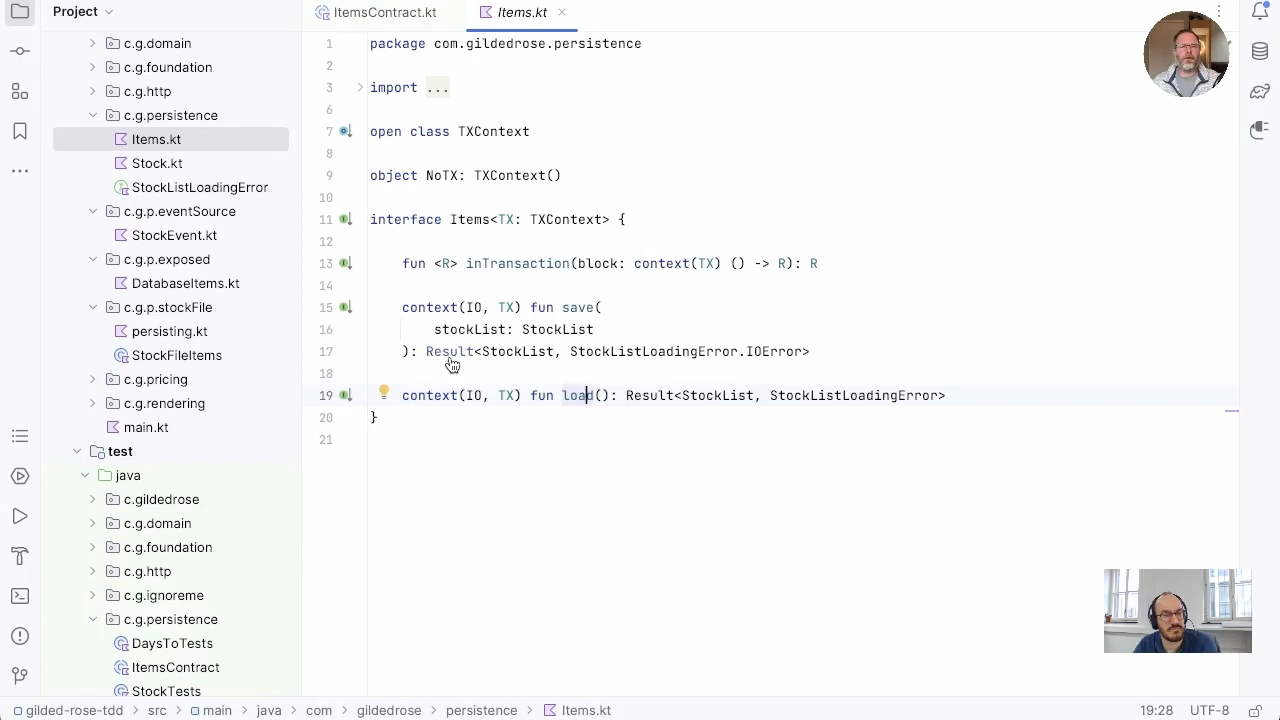 Project
c.g.domain
c.g.foundation
c.g.http
c.g.persistence
Items.kt
Stock.kt
StockListLoadingError
c.g.p.eventSource
StockEvent.kt
c.g.p.exposed
DatabaseItems.kt
c.g.p.stockFile
persisting.kt
StockFileItems
c.g.pricing
c.g.rendering
main.kt
test
java
c.gildedrose
c.g.domain
c.g.foundation
c.g.http
c.g.ignoreme
c.g.persistence
DaysToTests
ItemsContract
StockTests
ItemsContract.kt
Items.kt
1 package com.gildedrose.persistence
2
3 import ...
6
7 open class TXContext
8
9 object NoTX: TXContext()
10
11 interface Items<TX: TXContext> {
12
13 fun <R> inTransaction(block: context(TX) () -> R): R
14
15 context(IO, TX) fun save(
16 stockList: StockList
17 ): Result<StockList, StockListLoadingError.IOError>
18
19 context(IO, TX) fun load(): Result<StockList, StockListLoadingError>
20 }
21
gilded-rose-tdd > src > main > java > com > gildedrose > persistence > Items.kt
19:28 UTF-8